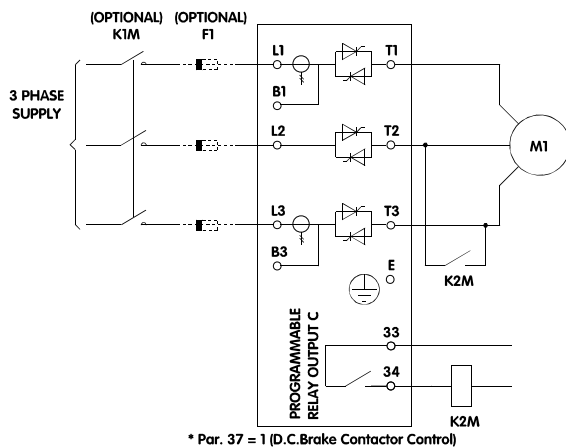 (OPTIONAL) (OPTIONAL)
K1M F1
L1 T1
3 PHASE
SUPPLY
B1
L2 T2
M1
L3 T3
B3 E
K2M
PROGRAMMABLE
RELAY OUTPUT C
33
34
K2M
* Par. 37 = 1 (D.C.Brake Contactor Control)